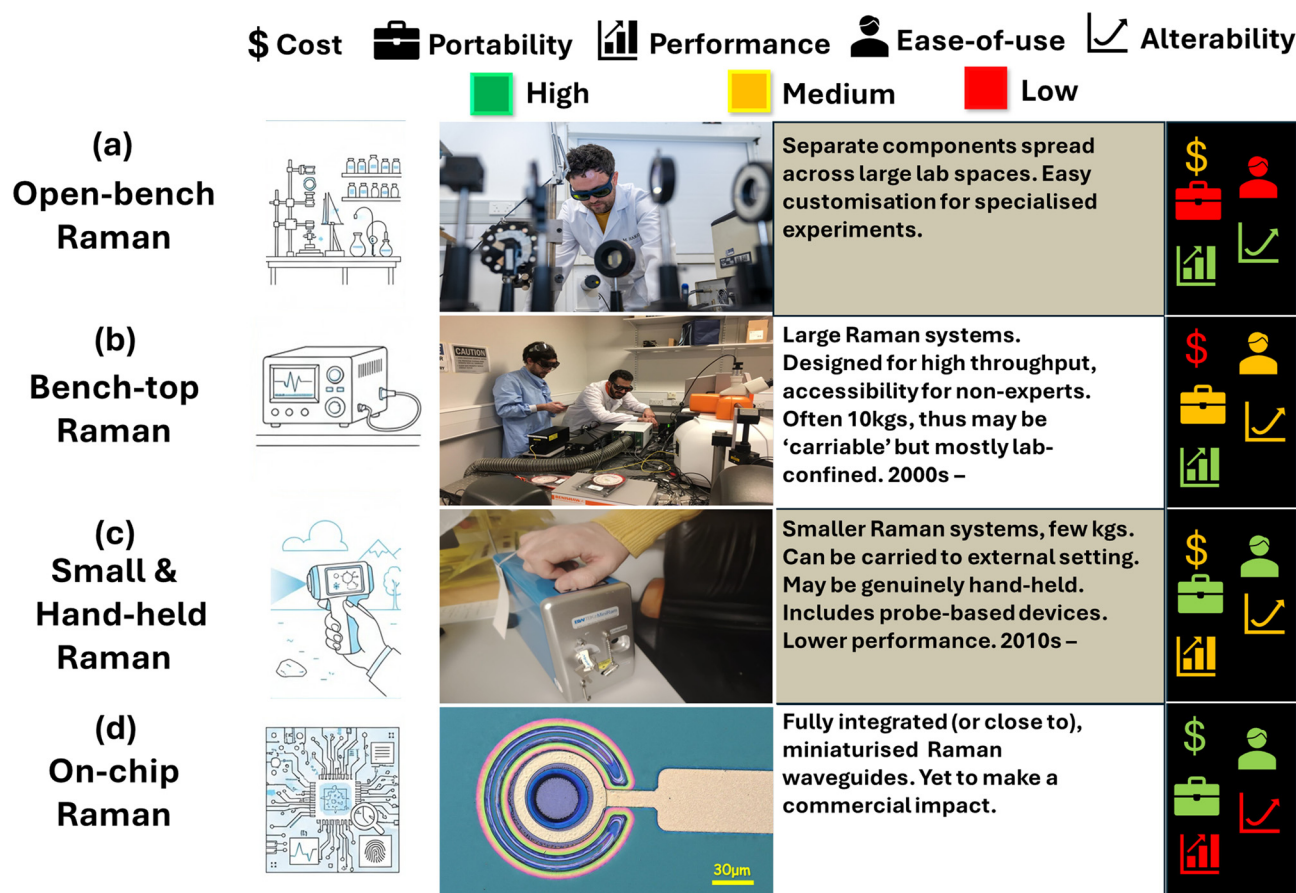 $ Cost Portability Performance Ease-of-use Alterability
High Medium Low
(a)
Open-bench
Raman
Separate components spread
across large lab spaces. Easy
customisation for specialised
experiments.
$
(b)
Bench-top
Raman
CAUTION
Large Raman systems.
Designed for high throughput,
accessibility for non-experts.
Often 10kgs, thus may be
‘carriable’ but mostly lab-
confined. 2000s –
$
(c)
Small &
Hand-held
Raman
Smaller Raman systems, few kgs.
Can be carried to external setting.
May be genuinely hand-held.
Includes probe-based devices.
Lower performance. 2010s –
$
(d)
On-chip
Raman
30µm
Fully integrated (or close to),
miniaturised Raman
waveguides. Yet to make a
commercial impact.
$